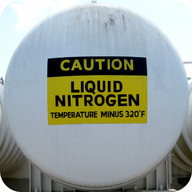 CAUTION
LIQUID
NITROGEN
TEMPERATURE MINUS 320°F